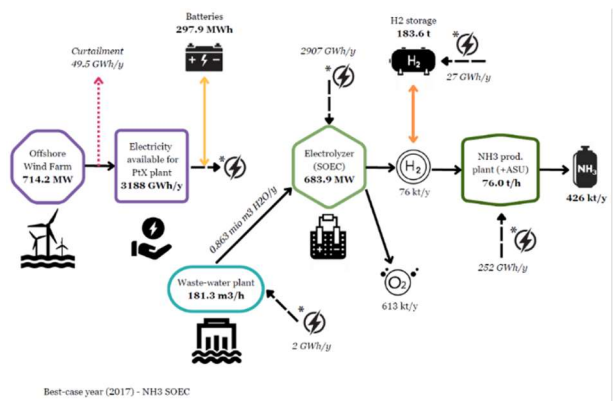 Batteries
297.9 MWh
H2 storage
183.6 t
Curtailment
49.5 GWh/y
2907 GWh/y
*
H2
*
27 GWh/y
Offshore
Wind Farm
714.2 MW
Electricity
available for
PtX plant
3188 GWh/y
*
Electrolyzer
(SOEC)
683.9 MW
H2
76 kt/y
NH3 prod.
plant (+ASU)
76.0 t/h
NH3
426 kt/y
0.863 mio m3 H2O/y
*
252 GWh/y
Waste-water plant
181.3 m3/h
O2
613 kt/y
*
2 GWh/y
Best-case year (2017) - NH3 SOEC